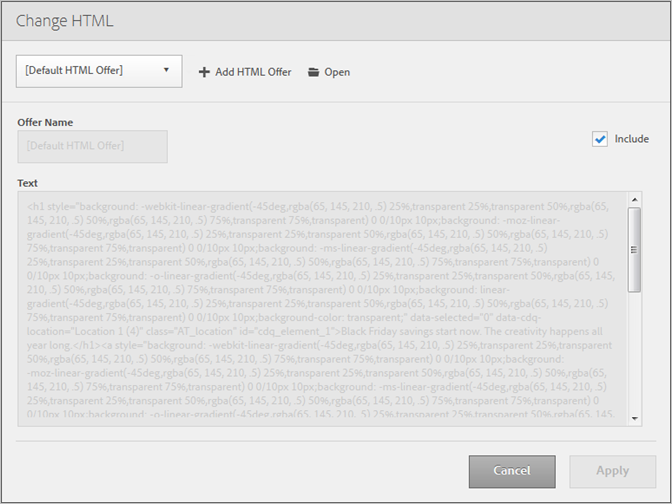 Change HTML
[Default HTML Offer]
Add HTML Offer
Open
Offer Name
[Default HTML Offer]
Include
Text
<h1 style="background: -webkit-linear-gradient(-45deg,rgba(65, 145, 210, .5) 25%,transparent 25%,transparent 50%,rgba(65,
145, 210, .5) 50%,rgba(65, 145, 210, .5) 75%,transparent 75%,transparent) 0 0/10px 10px;background: -moz-linear-
gradient(-45deg,rgba(65, 145, 210, .5) 25%,transparent 25%,transparent 50%,rgba(65, 145, 210, .5) 50%,rgba(65, 145, 210, .5)
75%,transparent 75%,transparent) 0 0/10px 10px;background: -ms-linear-gradient(-45deg,rgba(65, 145, 210, .5)
25%,transparent 25%,transparent 50%,rgba(65, 145, 210, .5) 50%,rgba(65, 145, 210, .5) 75%,transparent 75%,transparent) 0
0/10px 10px;background: -o-linear-gradient(-45deg,rgba(65, 145, 210, .5) 25%,transparent 25%,transparent 50%,rgba(65, 145,
210, .5) 50%,rgba(65, 145, 210, .5) 75%,transparent 75%,transparent) 0 0/10px 10px;background: linear-
gradient(-45deg,rgba(65, 145, 210, .5) 25%,transparent 25%,transparent 50%,rgba(65, 145, 210, .5) 50%,rgba(65, 145, 210, .5)
75%,transparent 75%,transparent) 0 0/10px 10px;background-color: transparent;" data-selected="0" data-cdq-
location="Location 1 (4)" class="AT_location" id="cdq_element_1">Black Friday savings start now. The creativity happens all
year long.</h1><a style="background: -webkit-linear-gradient(-45deg,rgba(65, 145, 210, .5) 25%,transparent 25%,transparent
50%,rgba(65, 145, 210, .5) 50%,rgba(65, 145, 210, .5) 75%,transparent 75%,transparent) 0 0/10px 10px;background:
-moz-linear-gradient(-45deg,rgba(65, 145, 210, .5) 25%,transparent 25%,transparent 50%,rgba(65, 145, 210, .5) 50%,rgba(65,
145, 210, .5) 75%,transparent 75%,transparent) 0 0/10px 10px;background: -ms-linear-gradient(-45deg,rgba(65, 145, 210, .5)
25%,transparent 25%,transparent 50%,rgba(65, 145, 210, .5) 50%,rgba(65, 145, 210, .5) 75%,transparent 75%,transparent) 0
0/10px 10px;background: -o-linear-gradient(-45deg,rgba(65, 145, 210, .5) 25%,transparent 25%,transparent 50%,rgba(65, 145,
Cancel
Apply